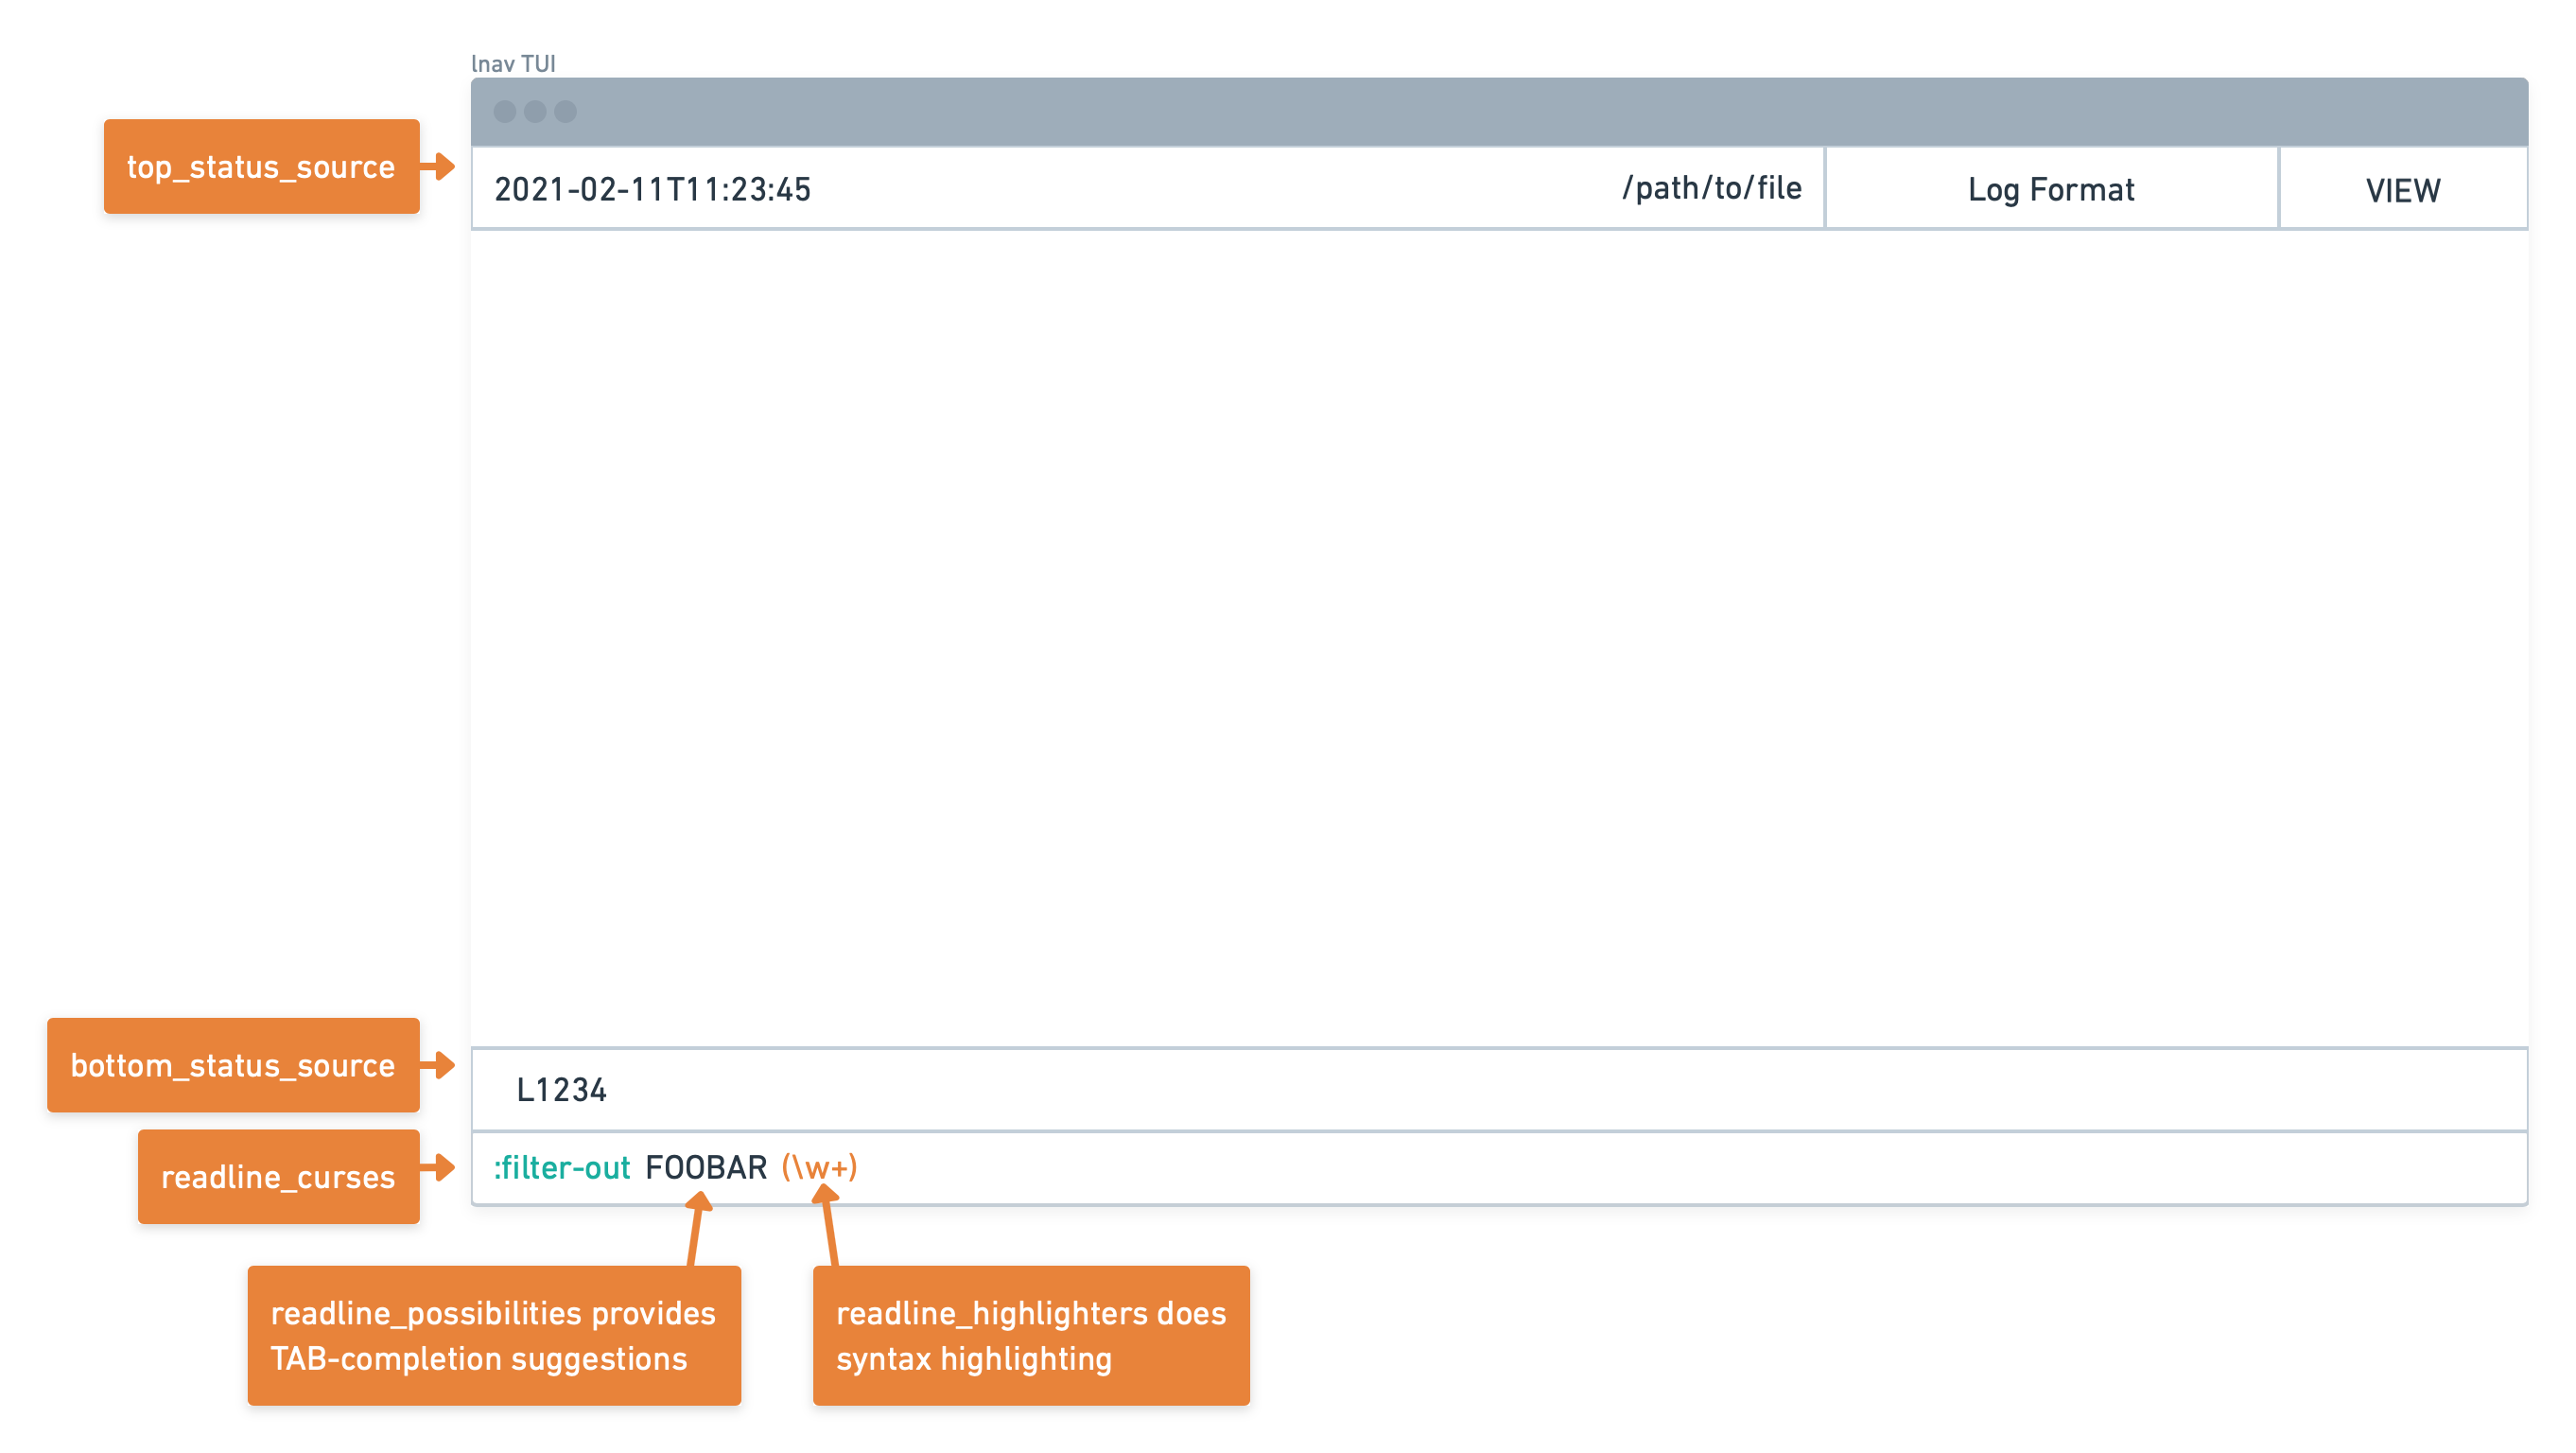 lnav TUI
top_status_source
2021-02-11T11:23:45 /path/to/file Log Format VIEW
bottom_status_source
L1234
readline_curses
:filter-out FOOBAR (\w+)
readline_possibilities provides
TAB-completion suggestions
readline_highlighters does
syntax highlighting